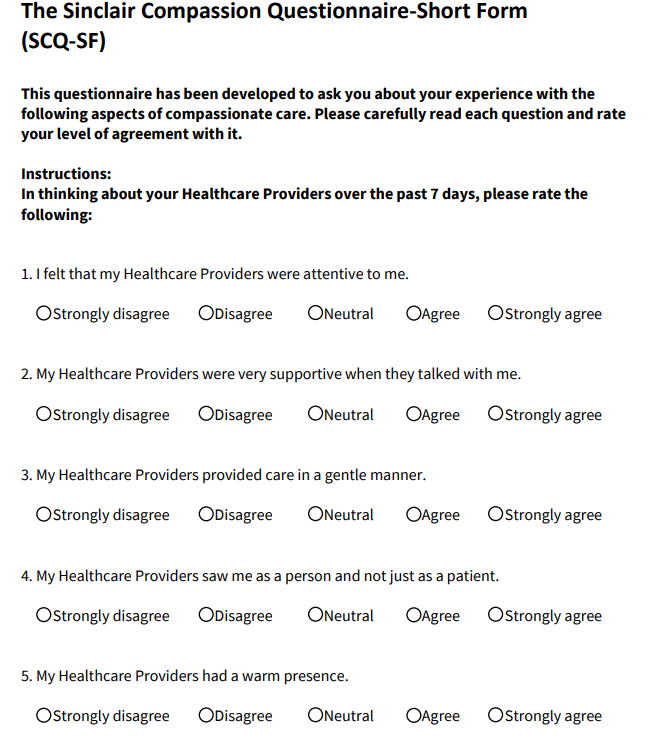 The Sinclair Compassion Questionnaire-Short Form
(SCQ-SF)
This questionnaire has been developed to ask you about your experience with the
following aspects of compassionate care. Please carefully read each question and rate
your level of agreement with it.
Instructions:
In thinking about your Healthcare Providers over the past 7 days, please rate the
following:
1. I felt that my Healthcare Providers were attentive to me.
Strongly disagree Disagree Neutral Agree Strongly agree
2. My Healthcare Providers were very supportive when they talked with me.
Strongly disagree Disagree Neutral Agree Strongly agree
3. My Healthcare Providers provided care in a gentle manner.
Strongly disagree Disagree Neutral Agree Strongly agree
4. My Healthcare Providers saw me as a person and not just as a patient.
Strongly disagree Disagree Neutral Agree Strongly agree
5. My Healthcare Providers had a warm presence.
Strongly disagree Disagree Neutral Agree Strongly agree